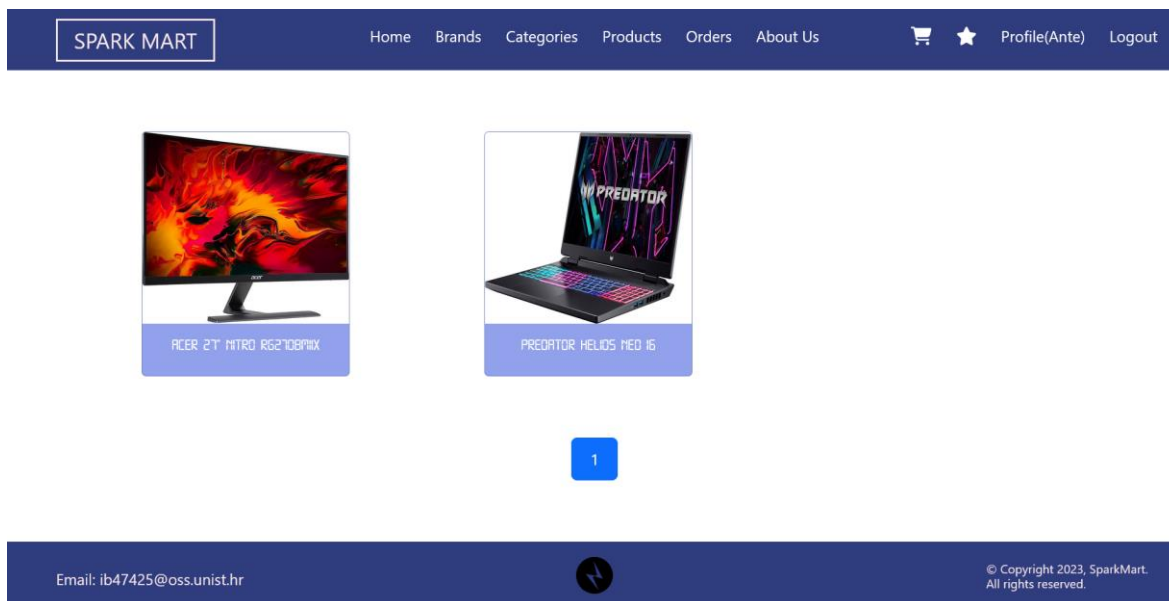 SPARK MART
Home Brands Categories Products Orders About Us Profile(Ante) Logout
PREDATOR
acer
ACER 27" NITRO RG270BMIIX
PREDATOR HELIOS NEO 16
1
Email: ib47425@oss.unist.hr
© Copyright 2023, SparkMart.
All rights reserved.